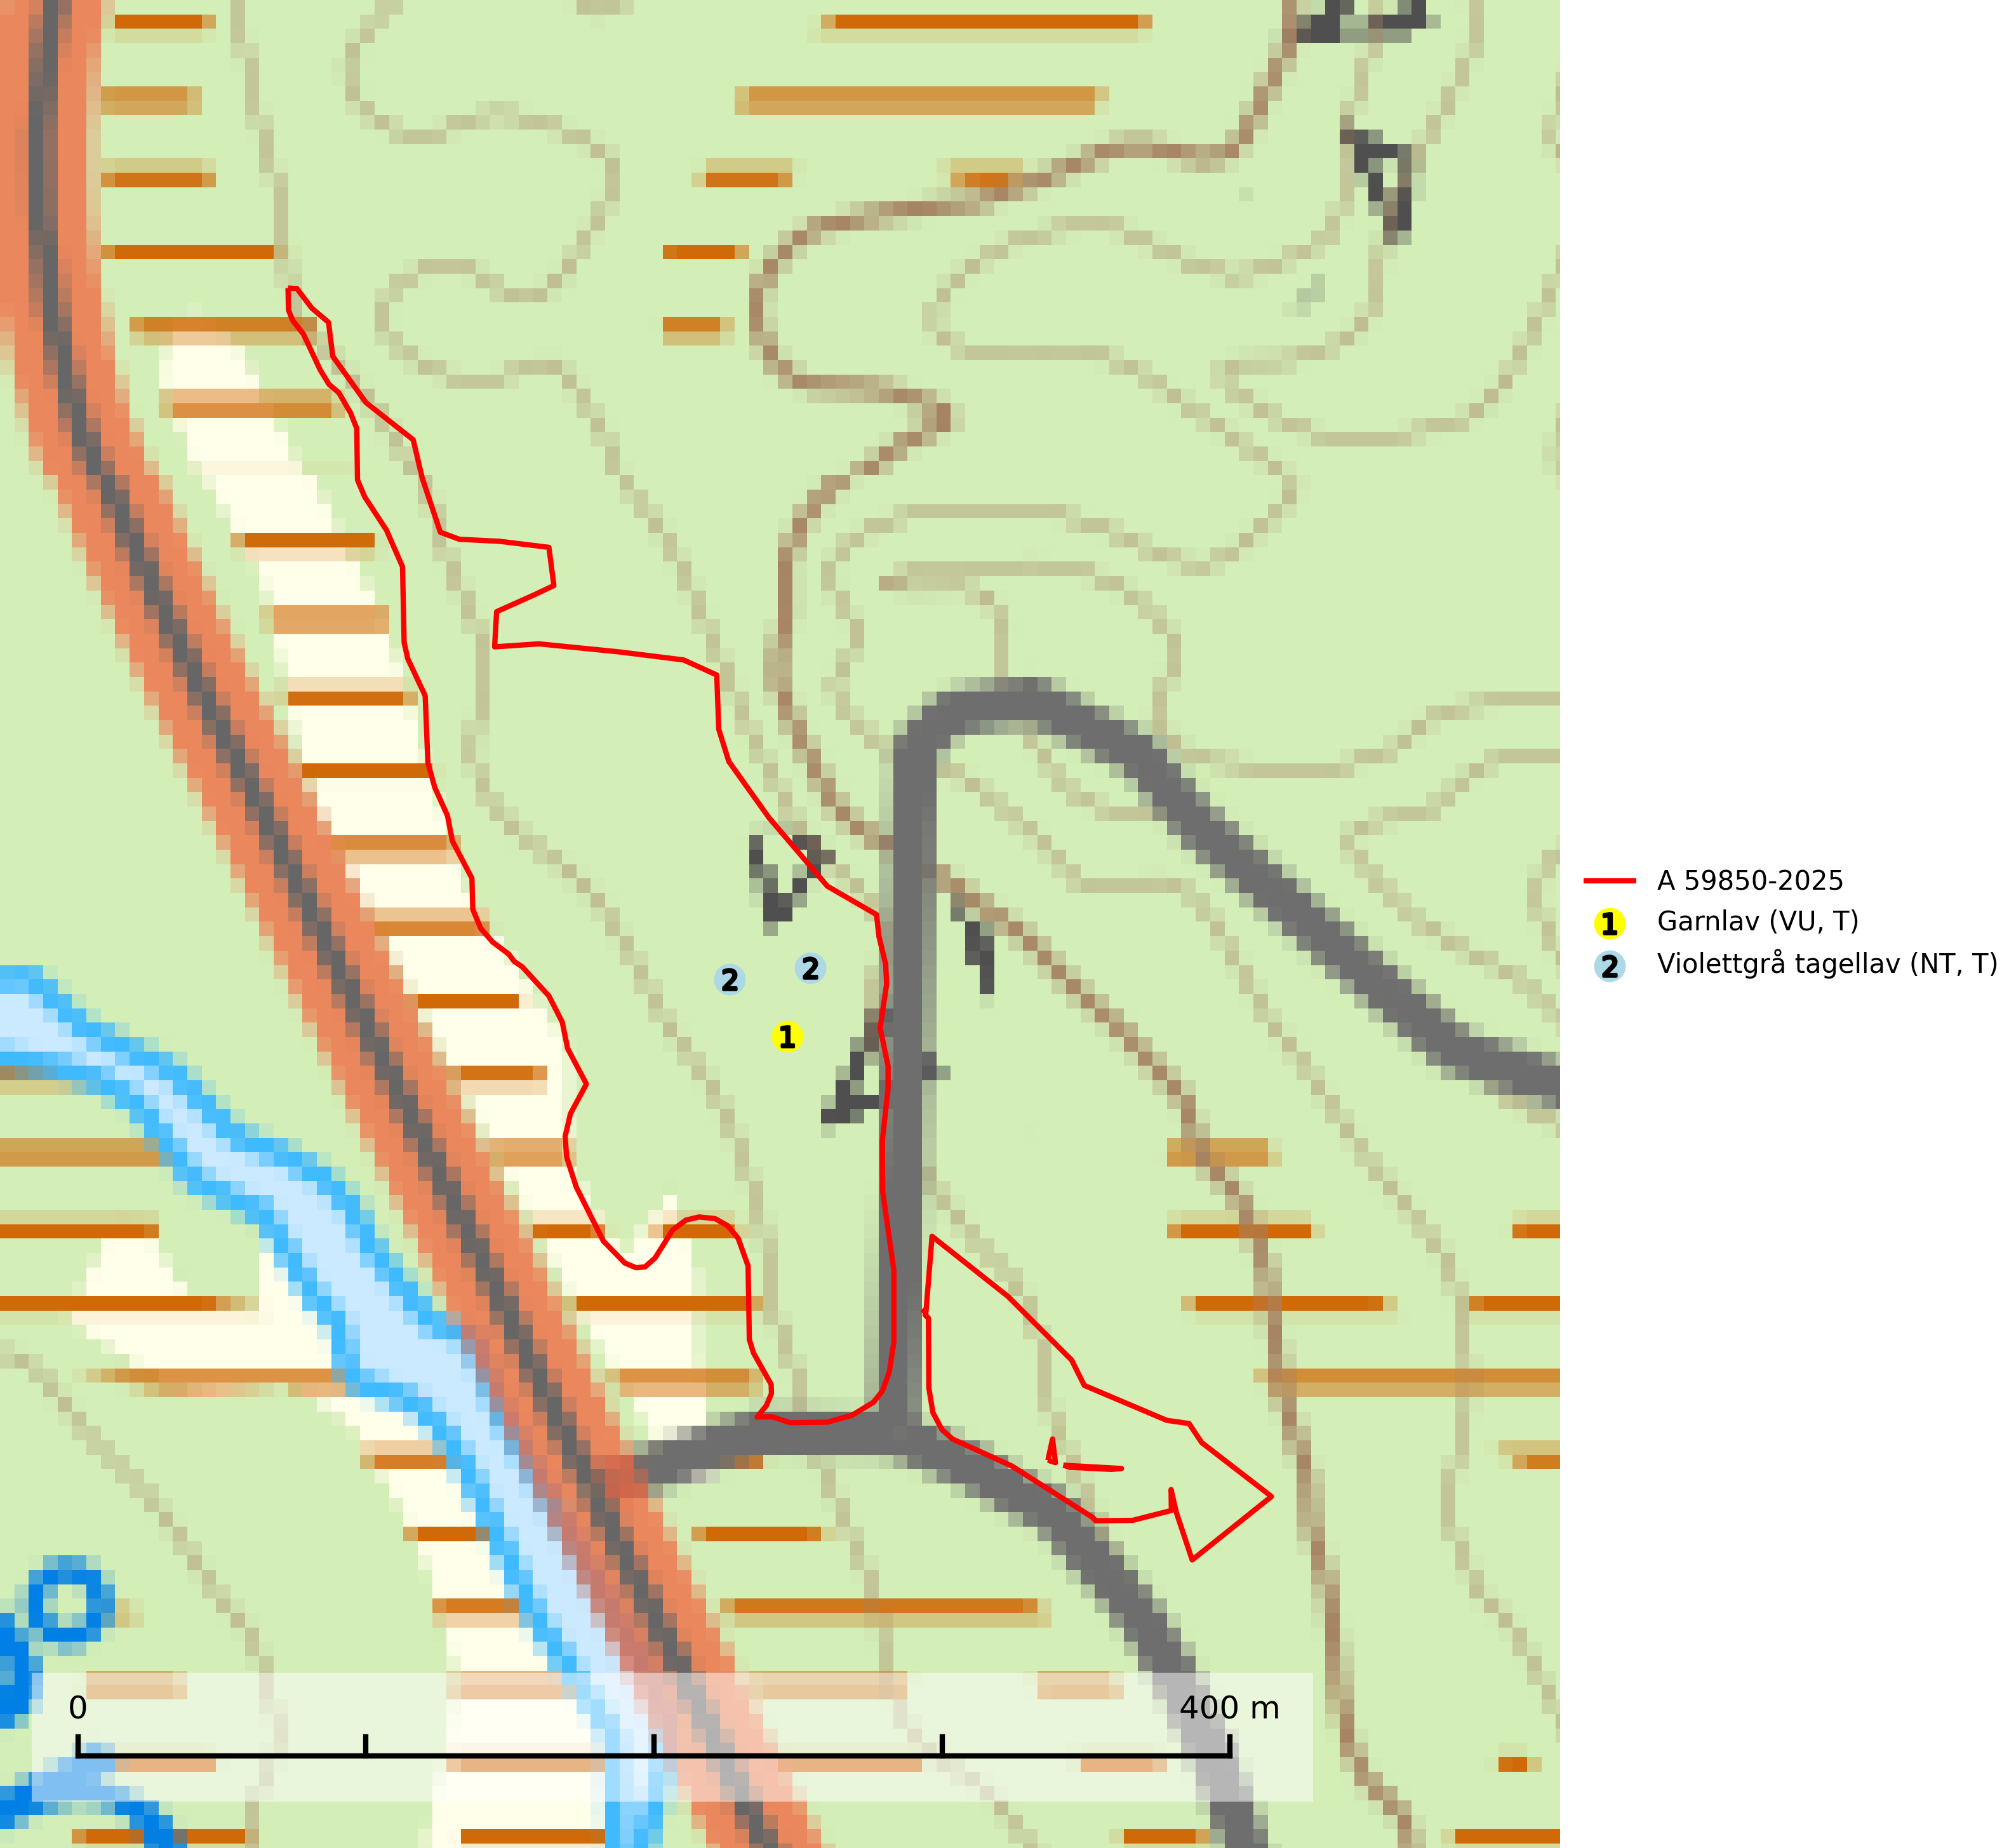 A 59850-2025
1 Garnlav (VU, T)
2 Violettgrå tagellav (NT, T)
2 2
1
0 400 m